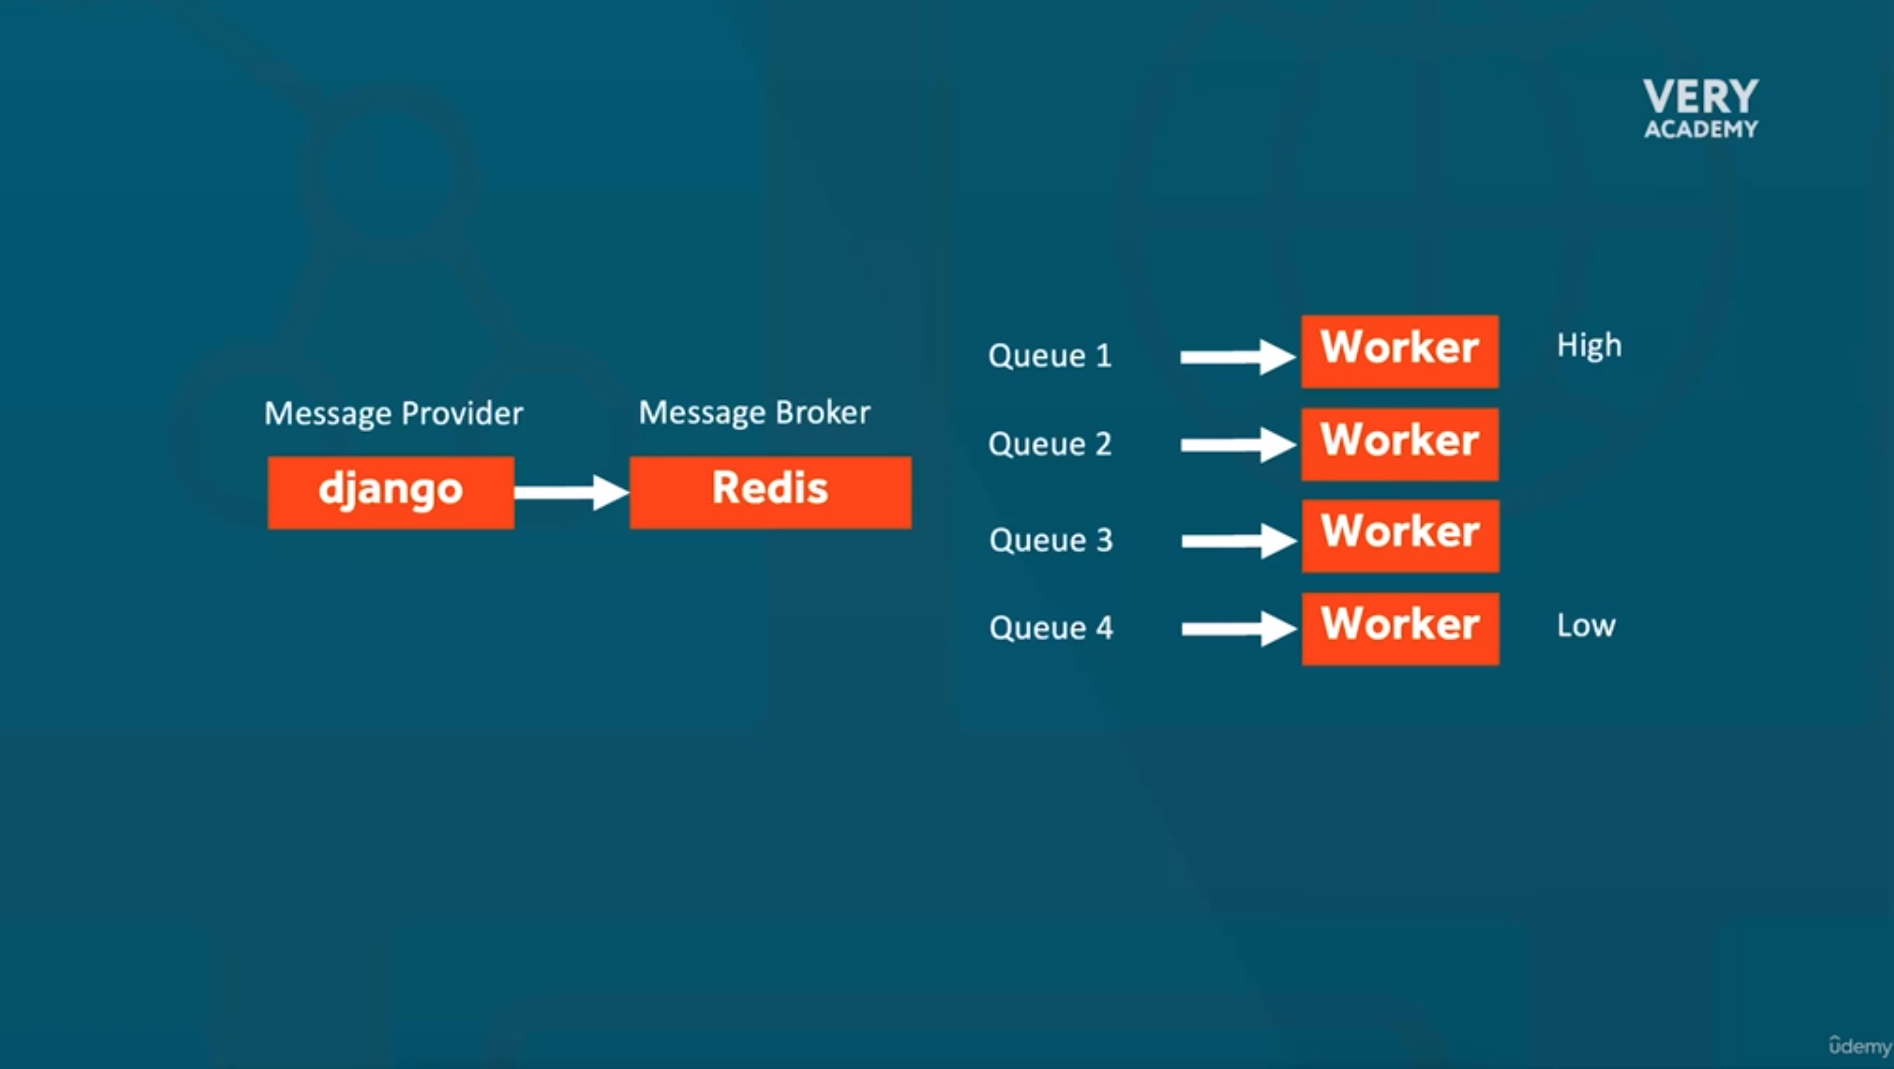 VERY
ACADEMY
Message Provider
django
Message Broker
Redis
Queue 1
Worker
High
Queue 2
Worker
Queue 3
Worker
Queue 4
Worker
Low
ûdemy